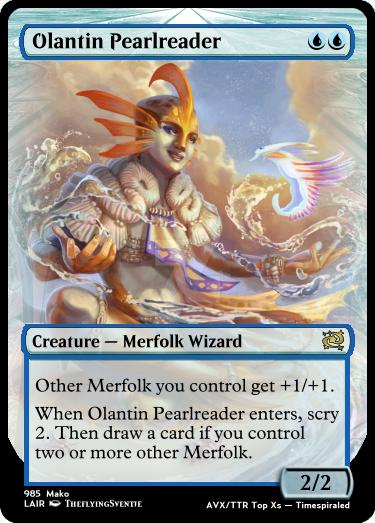 Olantin Pearlreader
Creature — Merfolk Wizard
Other Merfolk you control get +1/+1.
When Olantin Pearlreader enters, scry
2. Then draw a card if you control
two or more other Merfolk.
2/2
985 Mako
LAIR TheflyingSventie
AVX/TTR Top Xs — Timespiraled